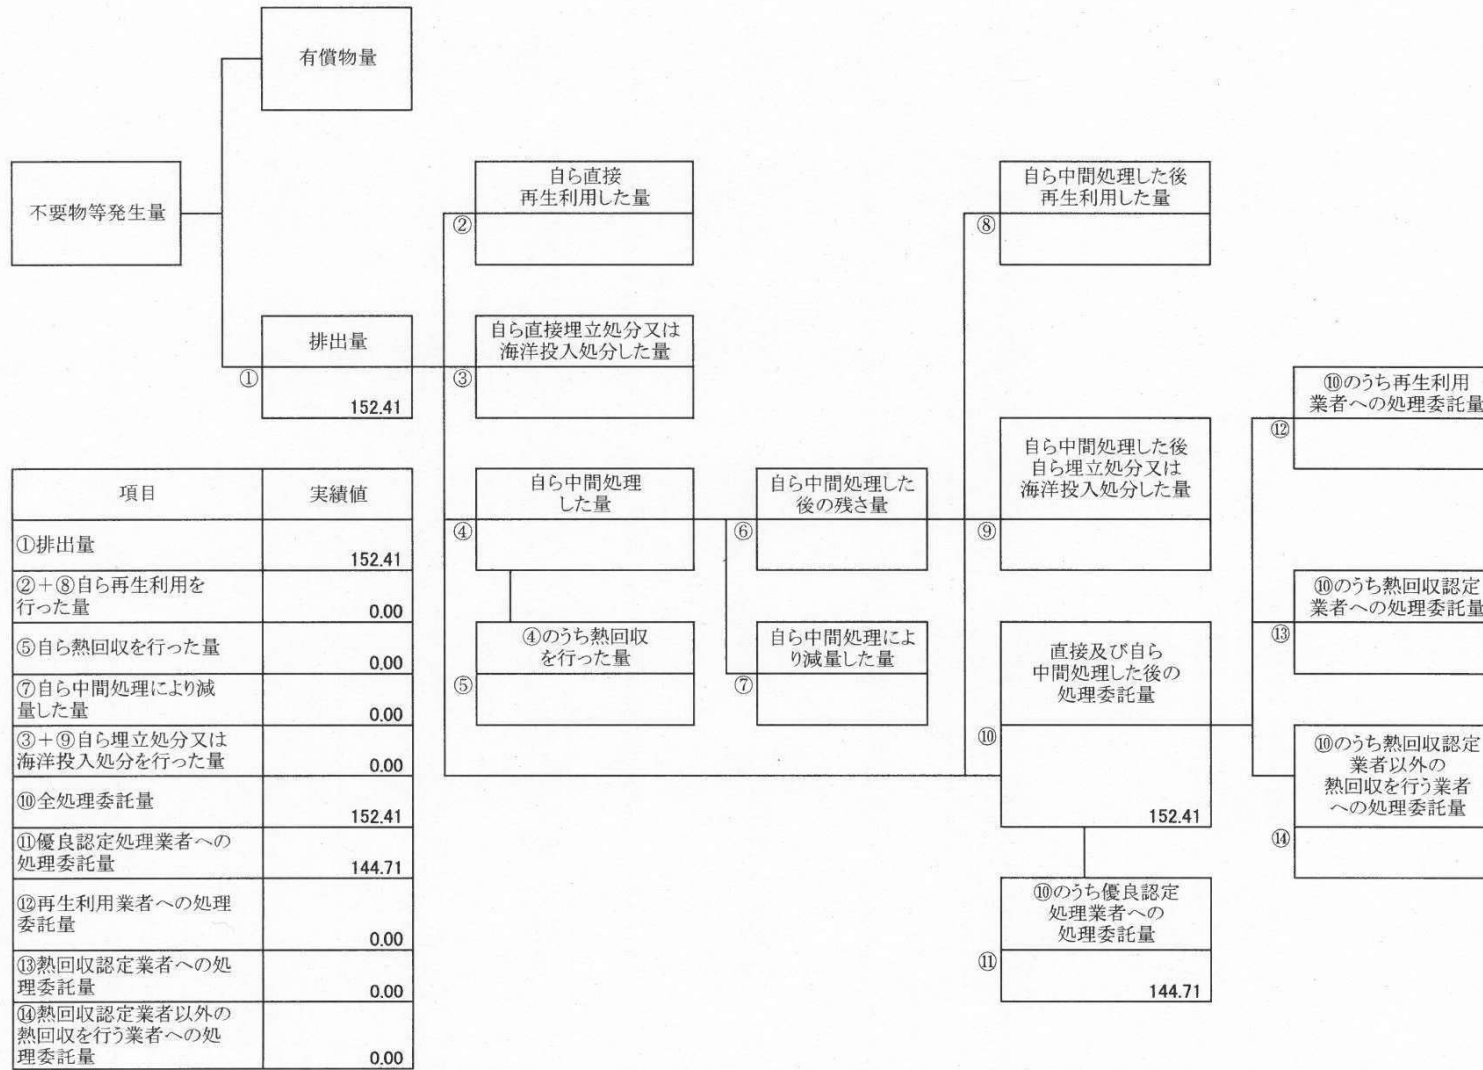 有償物量
不要物等発生量
自ら直接
再生利用した量
②
自ら中間処理した後
再生利用した量
⑧
排出量
①
152.41
自ら直接埋立処分又は
海洋投入処分した量
③
⑩のうち再生利用
業者への処理委託量
⑫
自ら中間処理
した量
④
自ら中間処理した
後の残さ量
⑥
自ら中間処理した後
自ら埋立処分又は
海洋投入処分した量
⑨
④のうち熱回収
を行った量
⑤
自ら中間処理によ
り減量した量
⑦
直接及び自ら
中間処理した後の
処理委託量
⑩
152.41
⑩のうち熱回収認定
業者への処理委託量
⑬
⑩のうち熱回収認定
業者以外の
熱回収を行う業者
への処理委託量
⑭
⑩のうち優良認定
処理業者への
処理委託量
⑪
144.71
項目 実績値
①排出量 152.41
②+⑧自ら再生利用を
行った量 0.00
⑤自ら熱回収を行った量 0.00
⑦自ら中間処理により減
量した量 0.00
③+⑨自ら埋立処分又は
海洋投入処分を行った量 0.00
⑩全処理委託量 152.41
⑪優良認定処理業者への
処理委託量 144.71
⑫再生利用業者への処理
委託量 0.00
⑬熱回収認定業者への処
理委託量 0.00
⑭熱回収認定業者以外の
熱回収を行う業者への処
理委託量 0.00